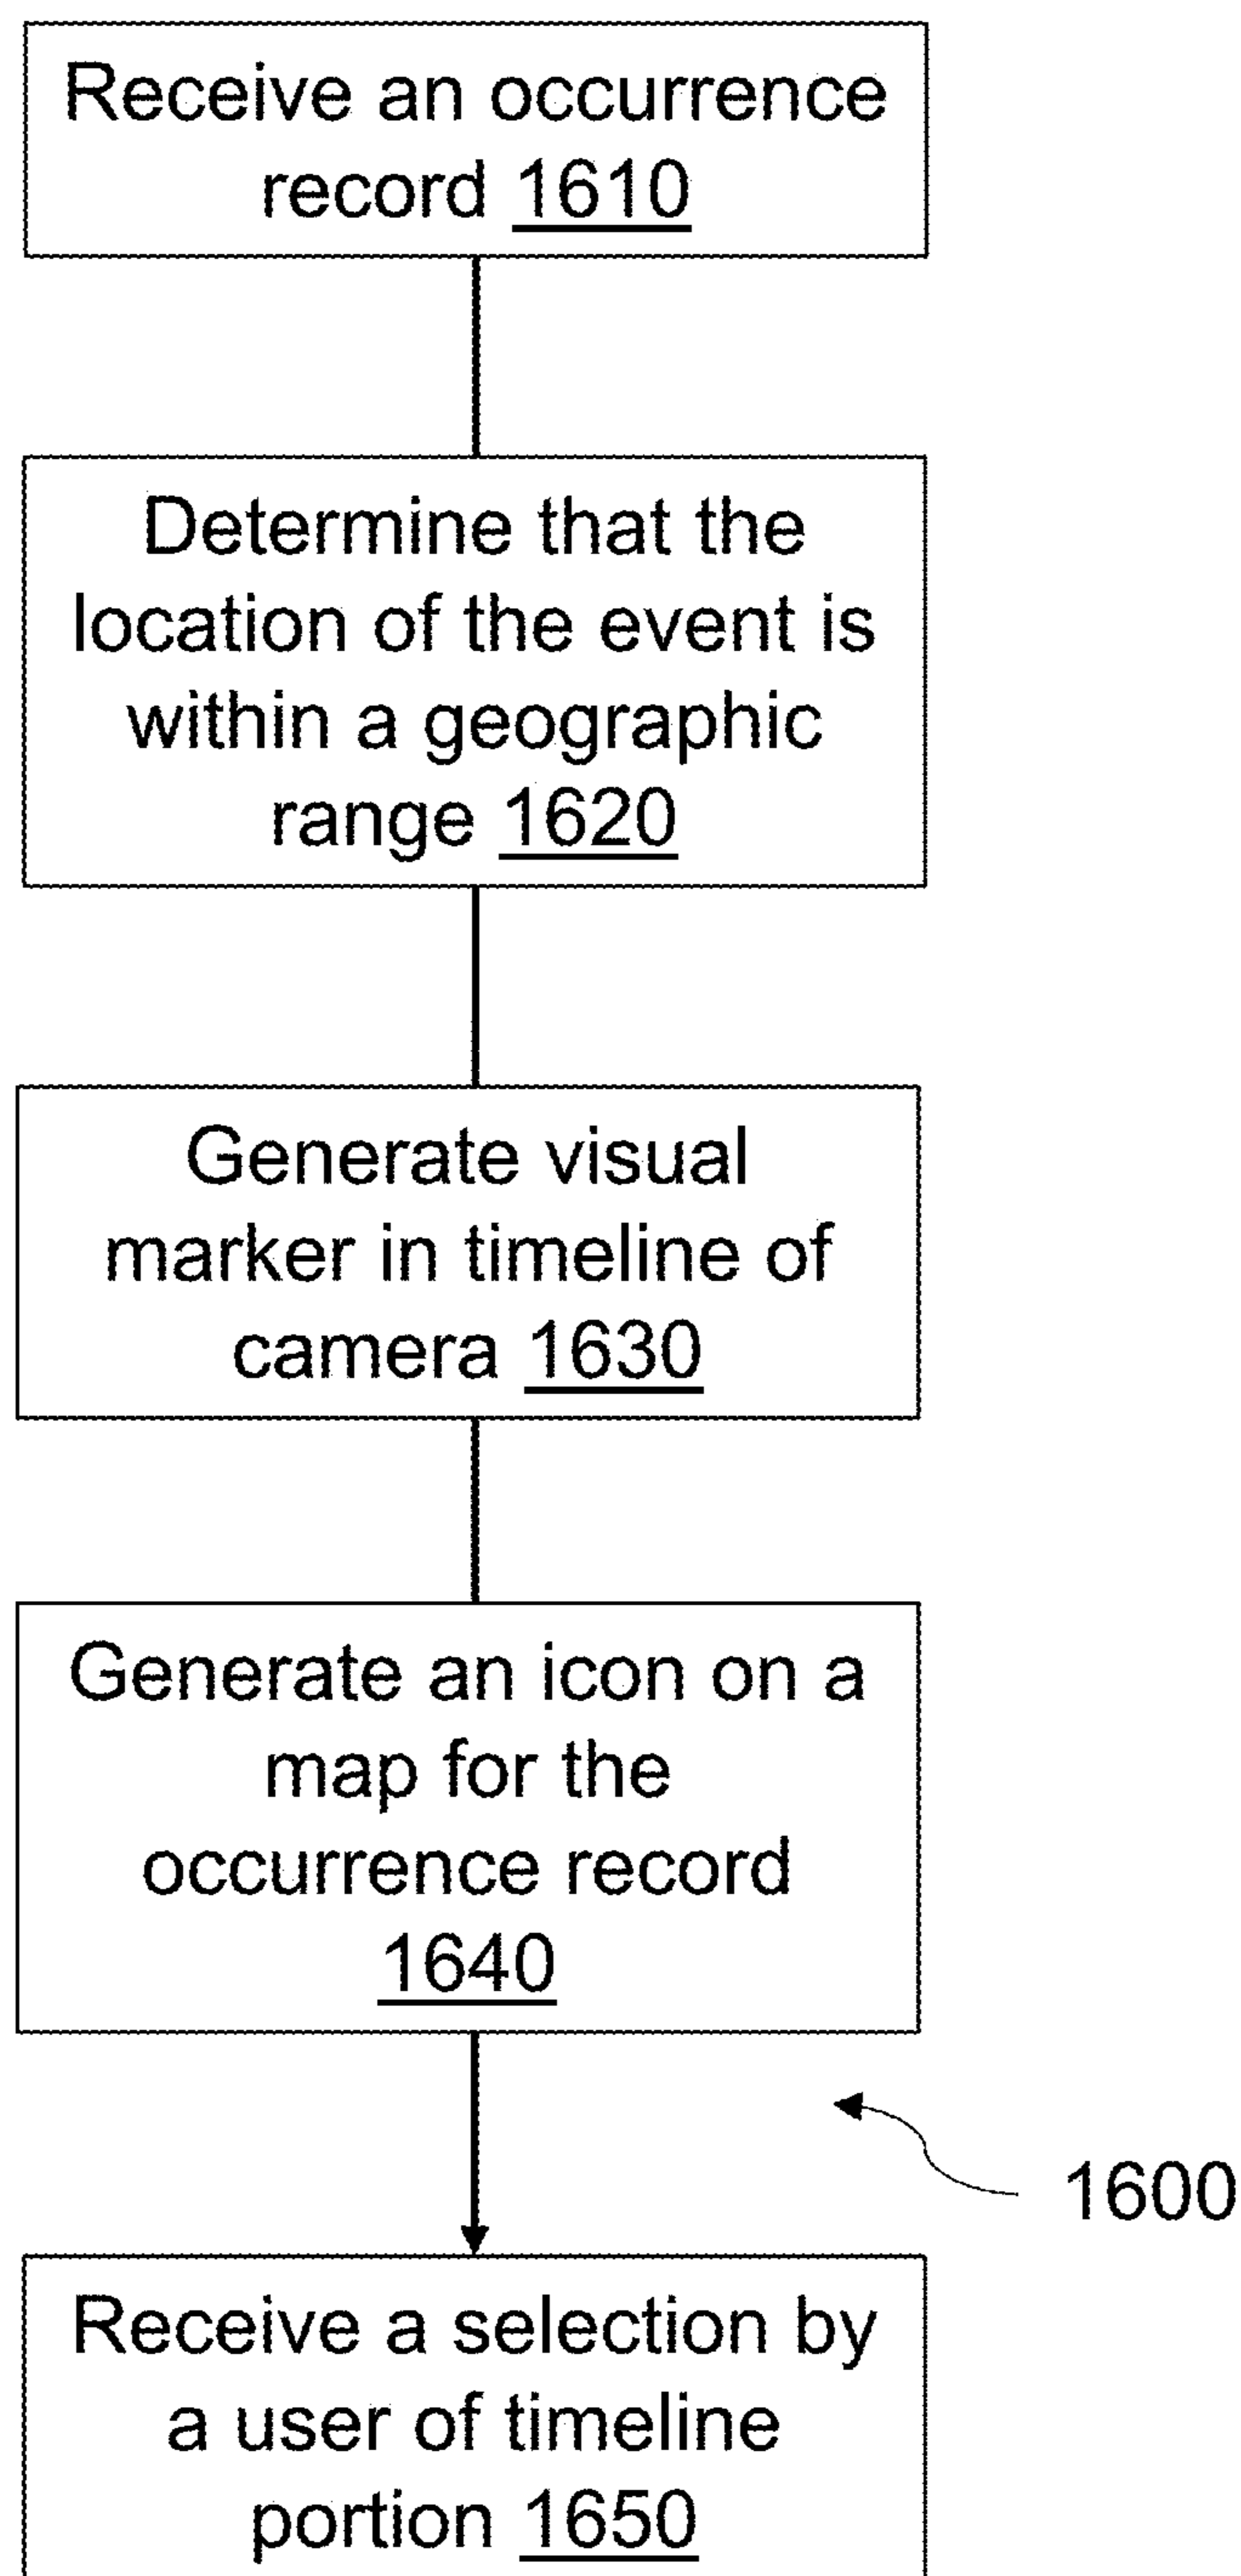 Receive an occurrence
record 1610
Determine that the
location of the event is
within a geographic
range 1620
Generate visual
marker in timeline of
camera 1630
Generate an icon on a
map for the
occurrence record
1640
1600
Receive a selection by
a user of timeline
portion 1650